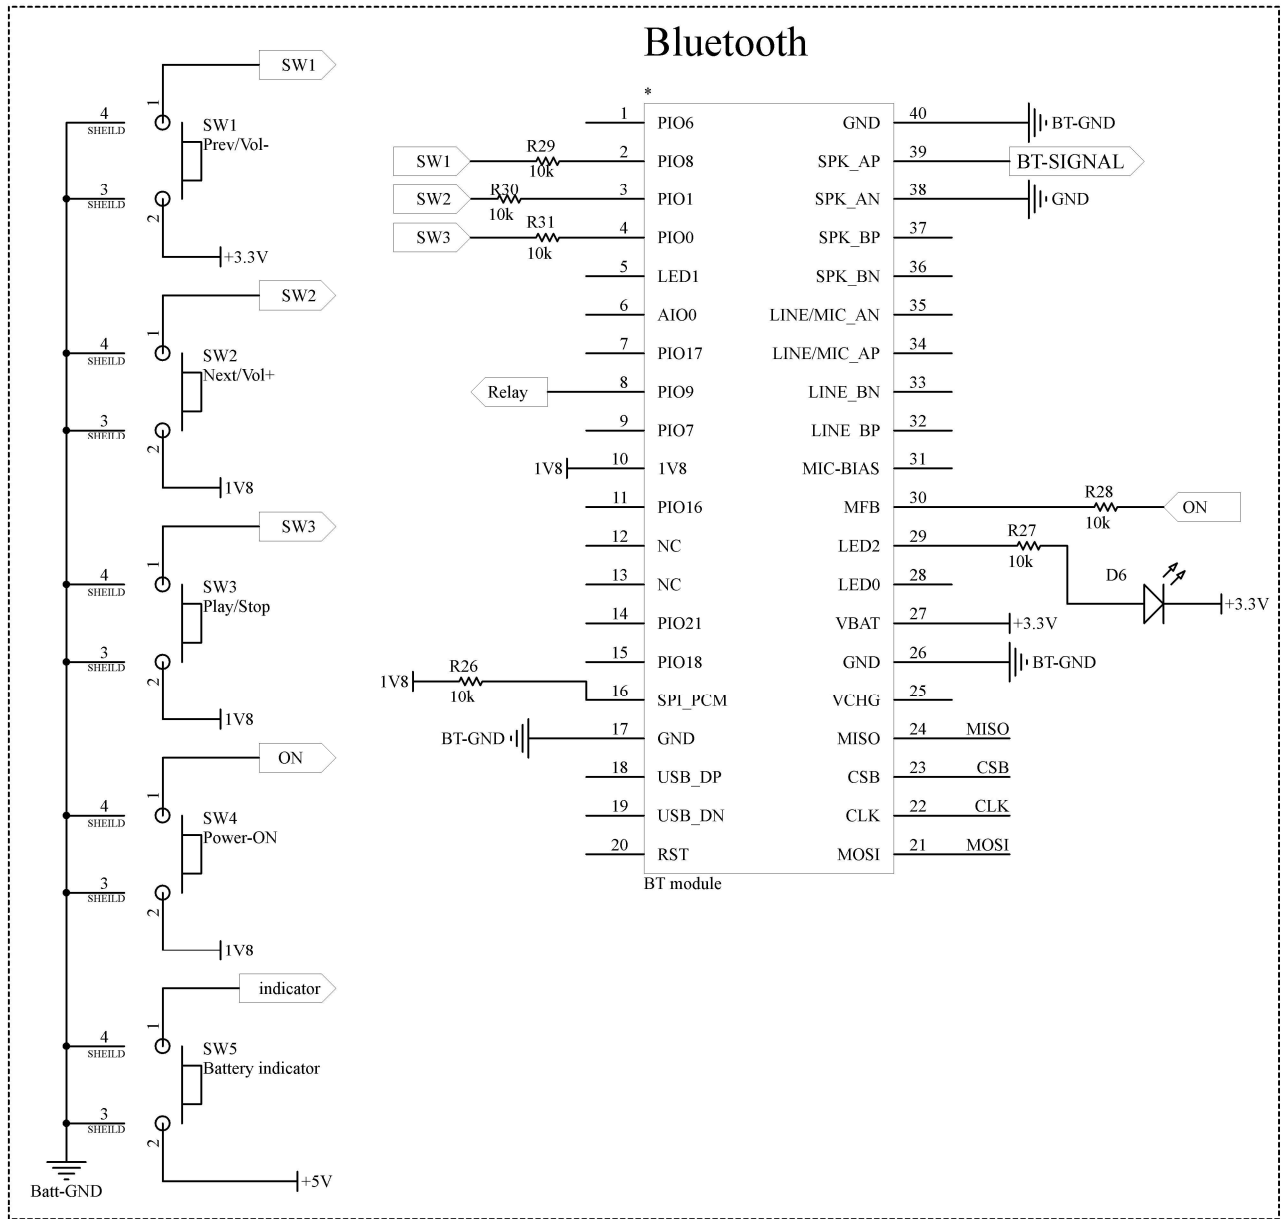 Bluetooth
SW1
1
4
SHEILD
SW1
Prev/Vol-
3
SHEILD
2
+3.3V
SW2
1
4
SHEILD
SW2
Next/Vol+
3
SHEILD
2
1V8
SW3
1
4
SHEILD
SW3
Play/Stop
3
SHEILD
2
1V8
ON
1
4
SHEILD
SW4
Power-ON
3
SHEILD
2
1V8
indicator
1
4
SHEILD
SW5
Battery indicator
3
SHEILD
2
+5V
Batt-GND
*
1 PIO6
SW1 R29 10k 2 PIO8
SW2 R30 10k 3 PIO1
SW3 R31 10k 4 PIO0
5 LED1
6 AIO0
7 PIO17
Relay 8 PIO9
9 PIO7
1V8 10 1V8
11 PIO16
12 NC
13 NC
14 PIO21
15 PIO18
1V8 R26 10k 16 SPI_PCM
BT-GND 17 GND
18 USB_DP
19 USB_DN
20 RST
BT module
GND 40 BT-GND
SPK_AP 39 BT-SIGNAL
SPK_AN 38 GND
SPK_BP 37
SPK_BN 36
LINE/MIC_AN 35
LINE/MIC_AP 34
LINE_BN 33
LINE_BP 32
MIC-BIAS 31
MFB 30 R28 10k ON
LED2 29 R27 10k D6 +3.3V
LED0 28
VBAT 27 +3.3V
GND 26 BT-GND
VCHG 25
MISO 24 MISO
CSB 23 CSB
CLK 22 CLK
MOSI 21 MOSI